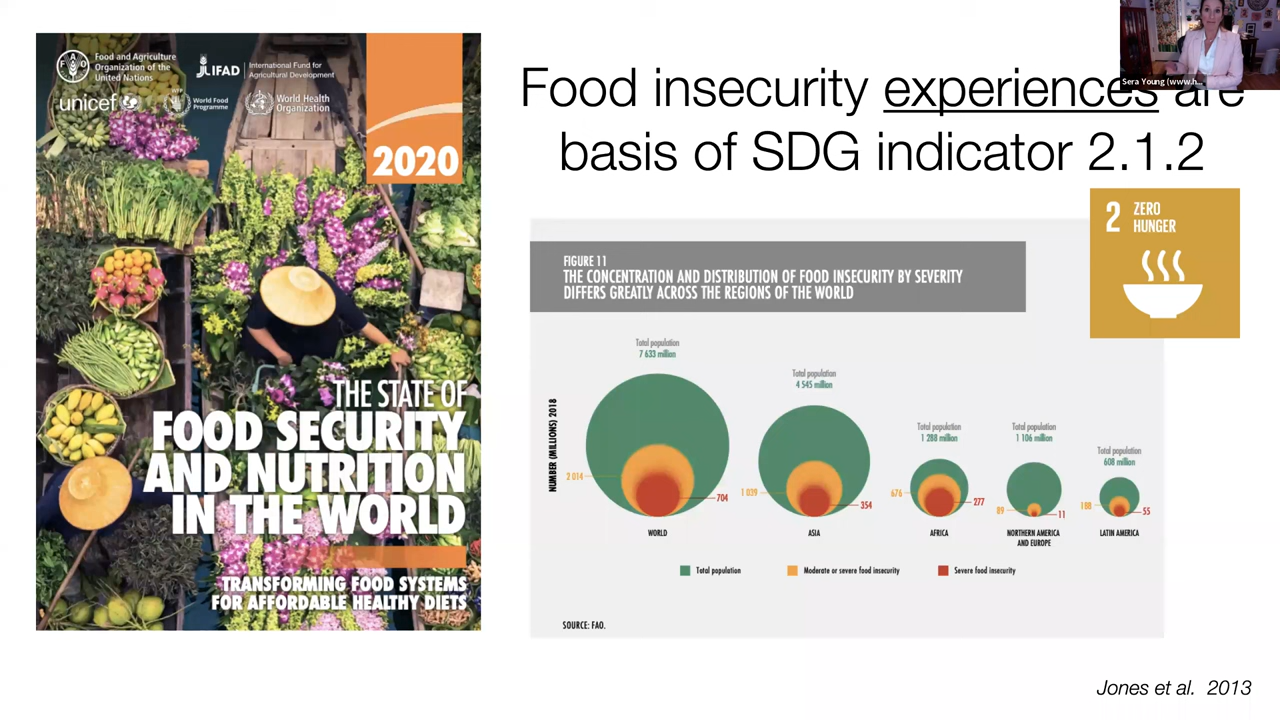 Food and Agriculture
Organization of the
United Nations
IFAD
International Fund for
Agricultural Development
unicef
WFP
World Food
Programme
World Health
Organization
2020
THE STATE OF
FOOD SECURITY
AND NUTRITION
IN THE WORLD
TRANSFORMING FOOD SYSTEMS
FOR AFFORDABLE HEALTHY DIETS
Sera Young (www.h...
Food insecurity experiences are
basis of SDG indicator 2.1.2
2 ZERO
HUNGER
FIGURE 11
THE CONCENTRATION AND DISTRIBUTION OF FOOD INSECURITY BY SEVERITY
DIFFERS GREATLY ACROSS THE REGIONS OF THE WORLD
NUMBER (MILLIONS) 2018
Total population
7 633 million
2 014
704
WORLD
Total population
4 545 million
1 039
354
ASIA
Total population
1 288 million
676
277
AFRICA
Total population
1 106 million
89
11
NORTHERN AMERICA
AND EUROPE
Total population
608 million
188
55
LATIN AMERICA
Total population
Moderate or severe food insecurity
Severe food insecurity
SOURCE: FAO.
Jones et al. 2013